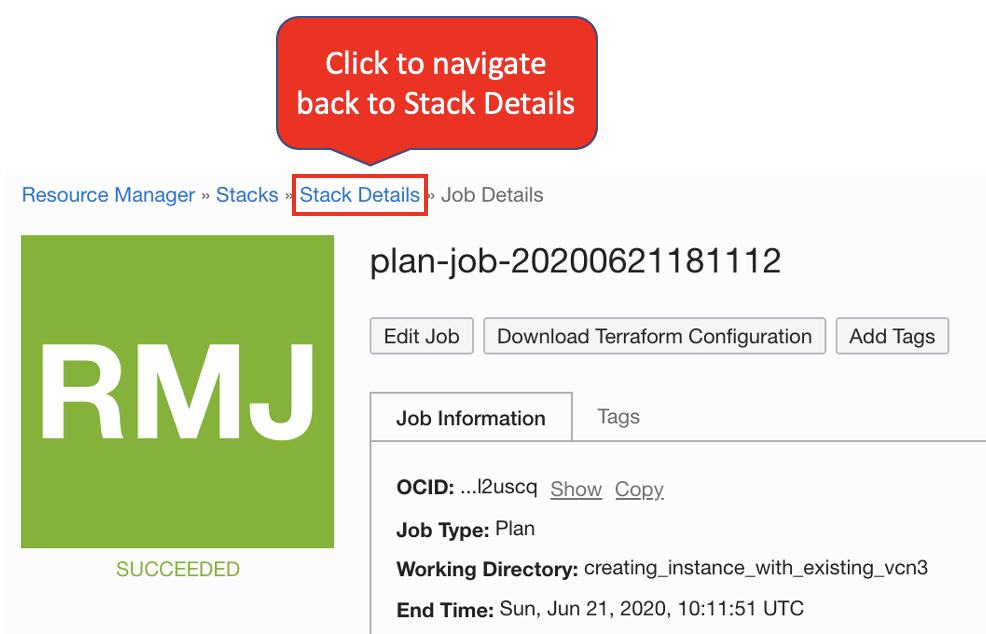 Click to navigate
back to Stack Details
Resource Manager » Stacks » Stack Details » Job Details
RMJ
SUCCEEDED
plan-job-20200621181112
Edit Job Download Terraform Configuration Add Tags
Job Information Tags
OCID: ...l2uscq Show Copy
Job Type: Plan
Working Directory: creating_instance_with_existing_vcn3
End Time: Sun, Jun 21, 2020, 10:11:51 UTC